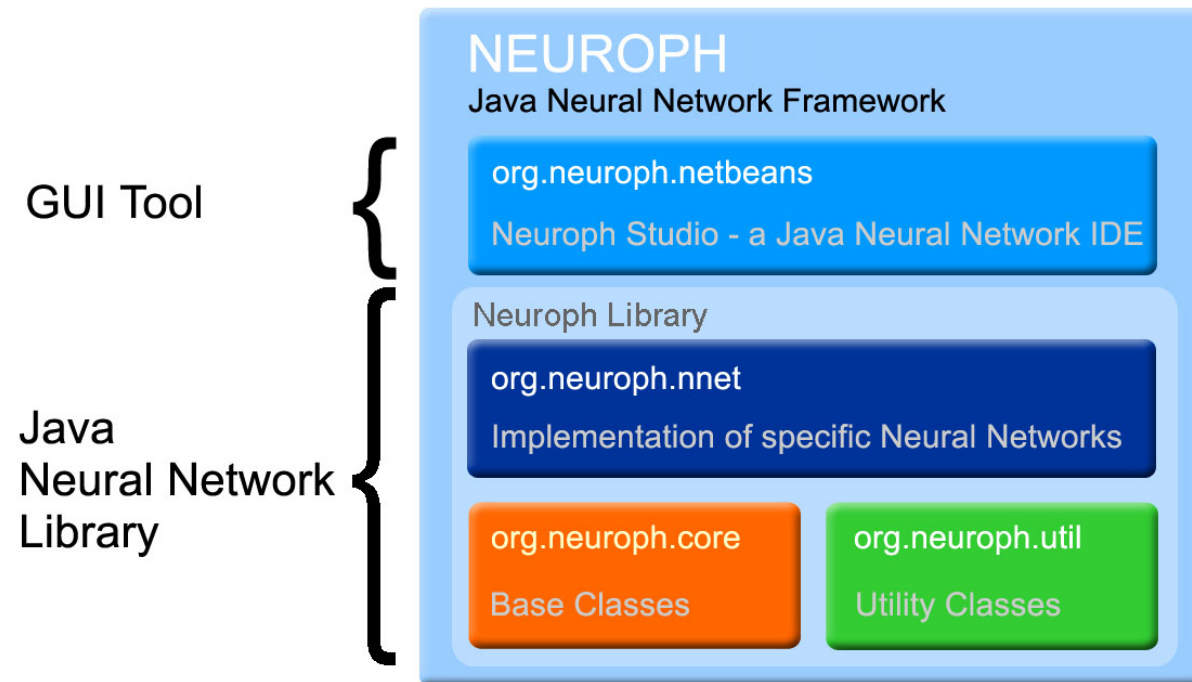 NEUROPH
Java Neural Network Framework
GUI Tool
org.neuroph.netbeans
Neuroph Studio - a Java Neural Network IDE
Java
Neural Network
Library
Neuroph Library
org.neuroph.nnet
Implementation of specific Neural Networks
org.neuroph.core
Base Classes
org.neuroph.util
Utility Classes